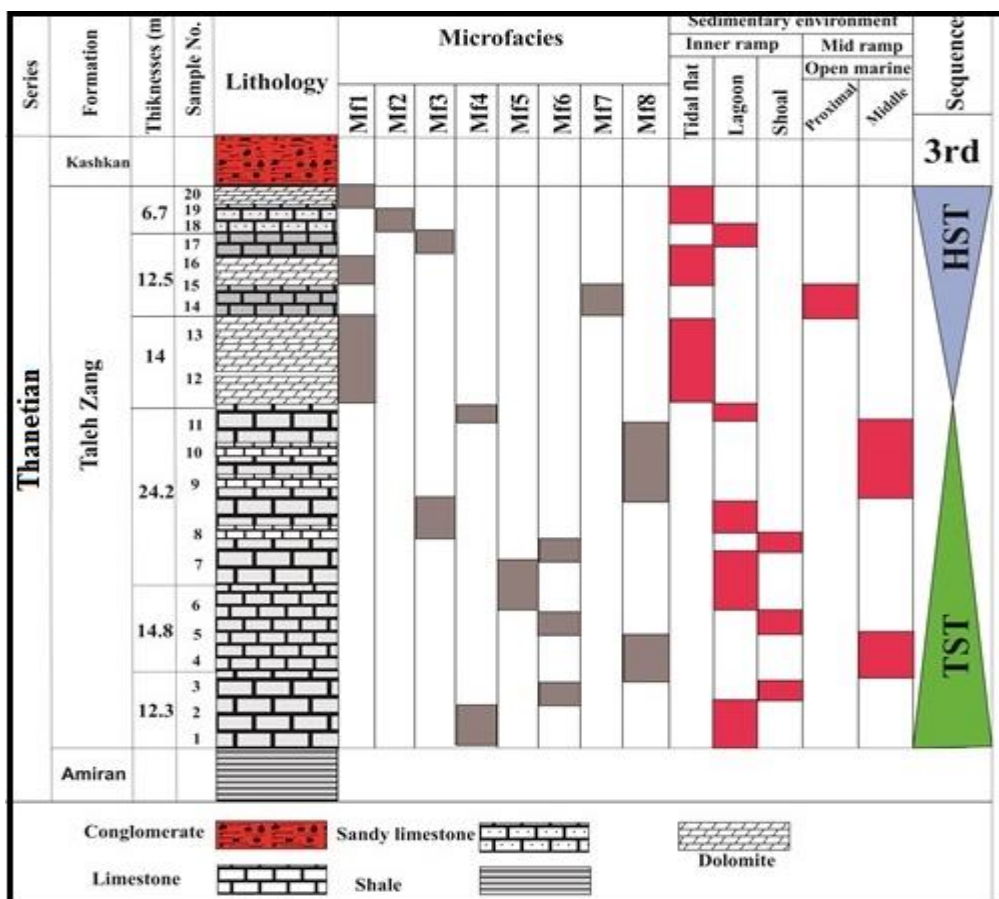 Series
Formation
Thiknesses (m
Sample No.
Lithology
Microfacies
Mf1
Mf2
Mf3
Mf4
Mf5
Mf6
Mf7
Mf8
Sedimentary environment
Inner ramp
Mid ramp
Open marine
Tidal flat
Lagoon
Shoal
Proximal
Middle
Sequence
3rd
Kashkan
Thanetian
Taleh Zang
Amiran
6.7
12.5
14
24.2
14.8
12.3
20
19
18
17
16
15
14
13
12
11
10
9
8
7
6
5
4
3
2
1
HST
TST
Conglomerate
Sandy limestone
Dolomite
Limestone
Shale